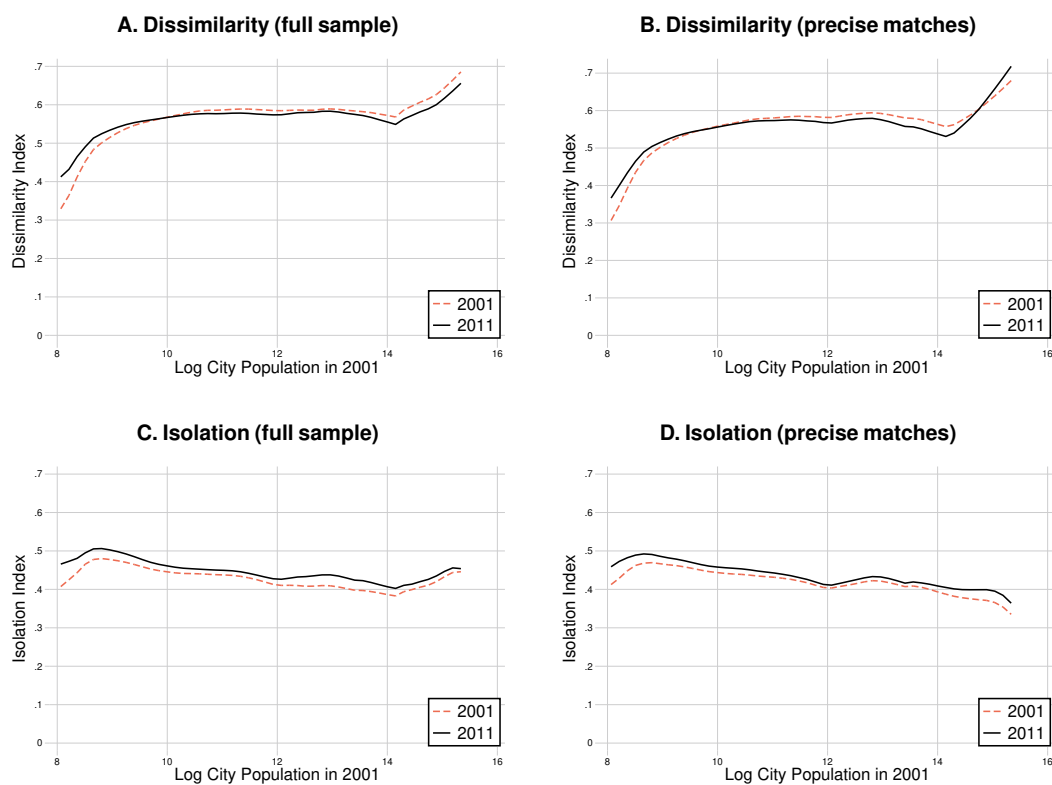 A. Dissimilarity (full sample)
Dissimilarity Index
.7
.6
.5
.4
.3
.2
.1
0
8 10 12 14 16
Log City Population in 2001
2001
2011
B. Dissimilarity (precise matches)
Dissimilarity Index
.7
.6
.5
.4
.3
.2
.1
0
8 10 12 14 16
Log City Population in 2001
2001
2011
C. Isolation (full sample)
Isolation Index
.7
.6
.5
.4
.3
.2
.1
0
8 10 12 14 16
Log City Population in 2001
2001
2011
D. Isolation (precise matches)
Isolation Index
.7
.6
.5
.4
.3
.2
.1
0
8 10 12 14 16
Log City Population in 2001
2001
2011